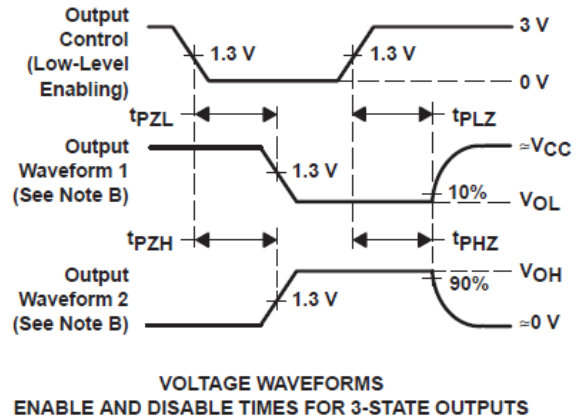 Output
Control
(Low-Level
Enabling)
1.3 V
1.3 V
3 V
0 V
tPZL
tPLZ
Output
Waveform 1
(See Note B)
1.3 V
10%
≈VCC
VOL
tPZH
tPHZ
Output
Waveform 2
(See Note B)
1.3 V
90%
VOH
≈0 V
VOLTAGE WAVEFORMS
ENABLE AND DISABLE TIMES FOR 3-STATE OUTPUTS